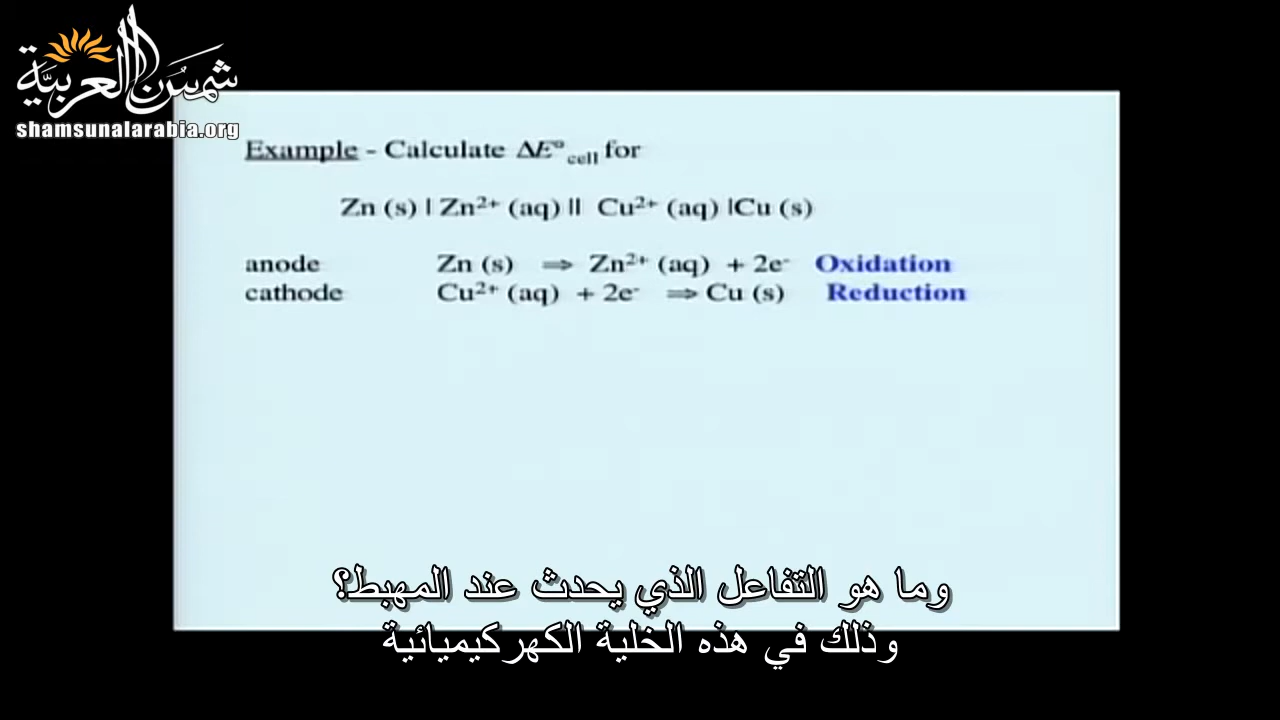 شمس العربية
shamsunalarabia.org
Example - Calculate ΔE°cell for
Zn (s) | Zn²⁺ (aq) || Cu²⁺ (aq) |Cu (s)
anode Zn (s) ⇒ Zn²⁺ (aq) + 2e⁻ Oxidation
cathode Cu²⁺ (aq) + 2e⁻ ⇒ Cu (s) Reduction
وما هو التفاعل الذي يحدث عند المهبط؟
وذلك في هذه الخلية الكهركيميائية